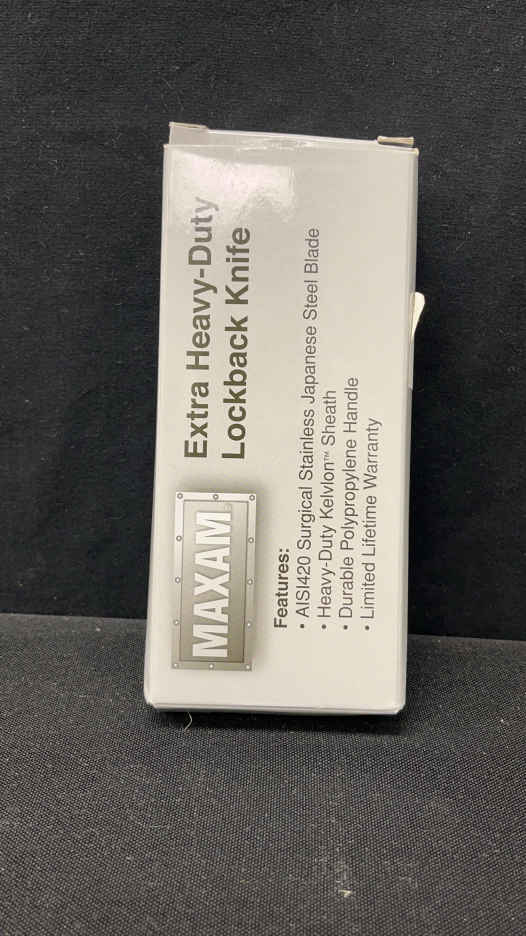 MAXAM
Extra Heavy-Duty
Lockback Knife
Features:
• AISI420 Surgical Stainless Japanese Steel Blade
• Heavy-Duty Kelvlon™ Sheath
• Durable Polypropylene Handle
• Limited Lifetime Warranty